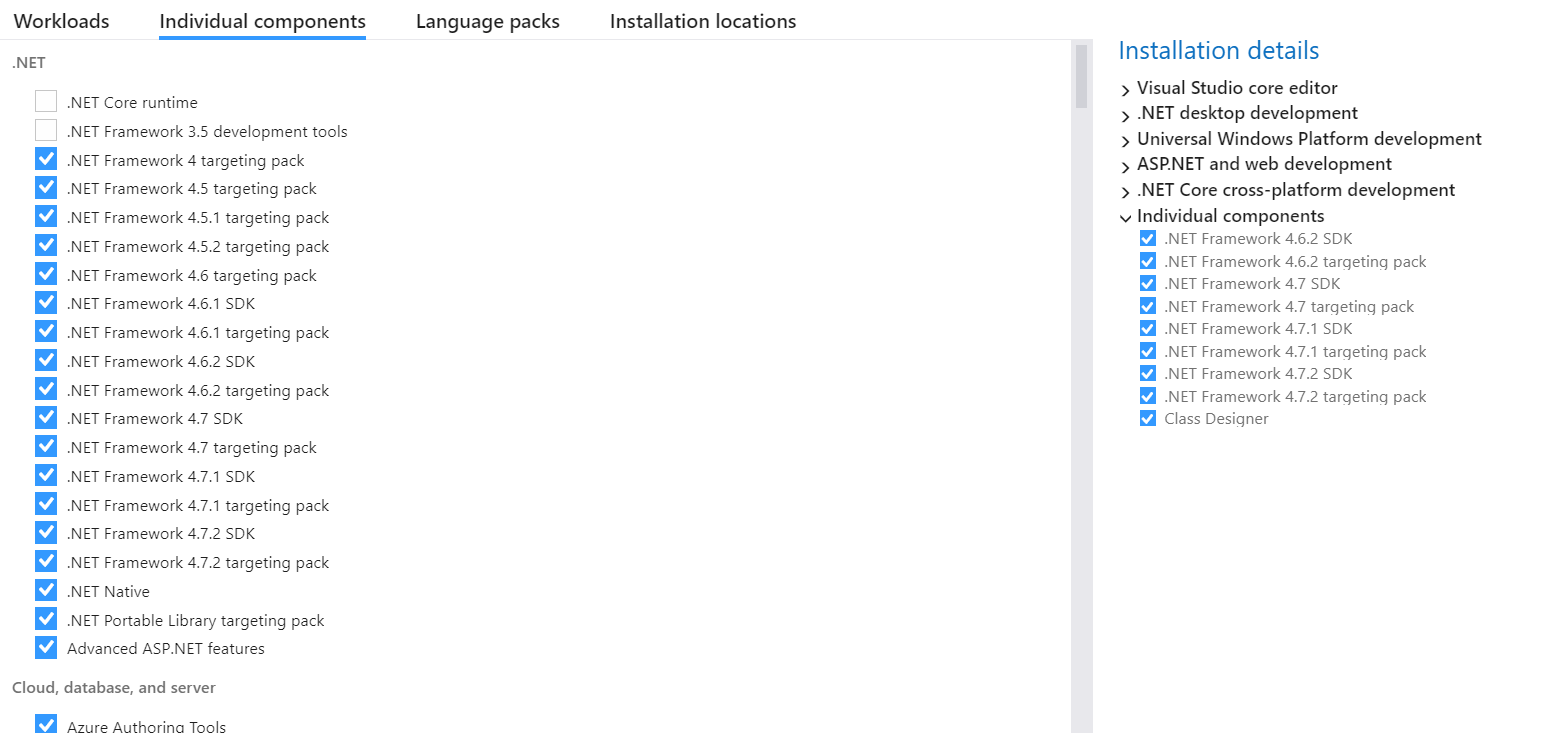 Workloads
Individual components
Language packs
Installation locations
.NET
.NET Core runtime
.NET Framework 3.5 development tools
.NET Framework 4 targeting pack
.NET Framework 4.5 targeting pack
.NET Framework 4.5.1 targeting pack
.NET Framework 4.5.2 targeting pack
.NET Framework 4.6 targeting pack
.NET Framework 4.6.1 SDK
.NET Framework 4.6.1 targeting pack
.NET Framework 4.6.2 SDK
.NET Framework 4.6.2 targeting pack
.NET Framework 4.7 SDK
.NET Framework 4.7 targeting pack
.NET Framework 4.7.1 SDK
.NET Framework 4.7.1 targeting pack
.NET Framework 4.7.2 SDK
.NET Framework 4.7.2 targeting pack
.NET Native
.NET Portable Library targeting pack
Advanced ASP.NET features
Cloud, database, and server
Azure Authoring Tools
Installation details
Visual Studio core editor
.NET desktop development
Universal Windows Platform development
ASP.NET and web development
.NET Core cross-platform development
Individual components
.NET Framework 4.6.2 SDK
.NET Framework 4.6.2 targeting pack
.NET Framework 4.7 SDK
.NET Framework 4.7 targeting pack
.NET Framework 4.7.1 SDK
.NET Framework 4.7.1 targeting pack
.NET Framework 4.7.2 SDK
.NET Framework 4.7.2 targeting pack
Class Designer